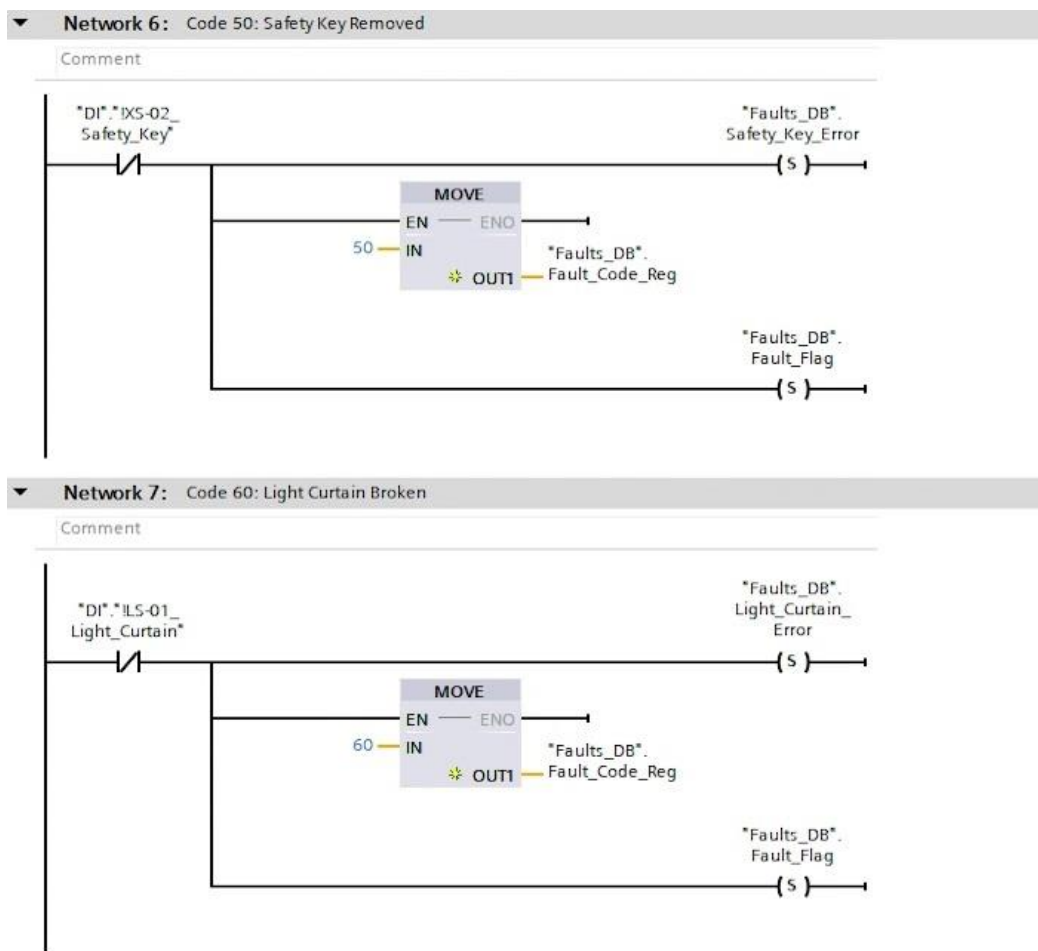 Network 6: Code 50: Safety Key Removed
Comment
"DI"."!XS-02_
Safety_Key"
"Faults_DB".
Safety_Key_Error
S
MOVE
EN ENO
50 IN
"Faults_DB".
OUT1 Fault_Code_Reg
"Faults_DB".
Fault_Flag
S
Network 7: Code 60: Light Curtain Broken
Comment
"DI"."!LS-01_
Light_Curtain"
"Faults_DB".
Light_Curtain_
Error
S
MOVE
EN ENO
60 IN
"Faults_DB".
OUT1 Fault_Code_Reg
"Faults_DB".
Fault_Flag
S